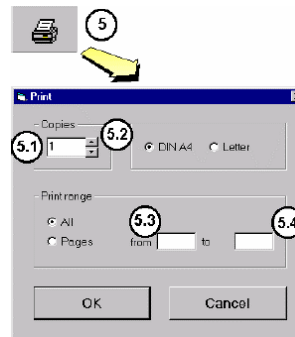 5
Print
Copies
5.1 1 5.2 DIN A4 Letter
Print range
All 5.3 5.4
Pages from to
OK Cancel